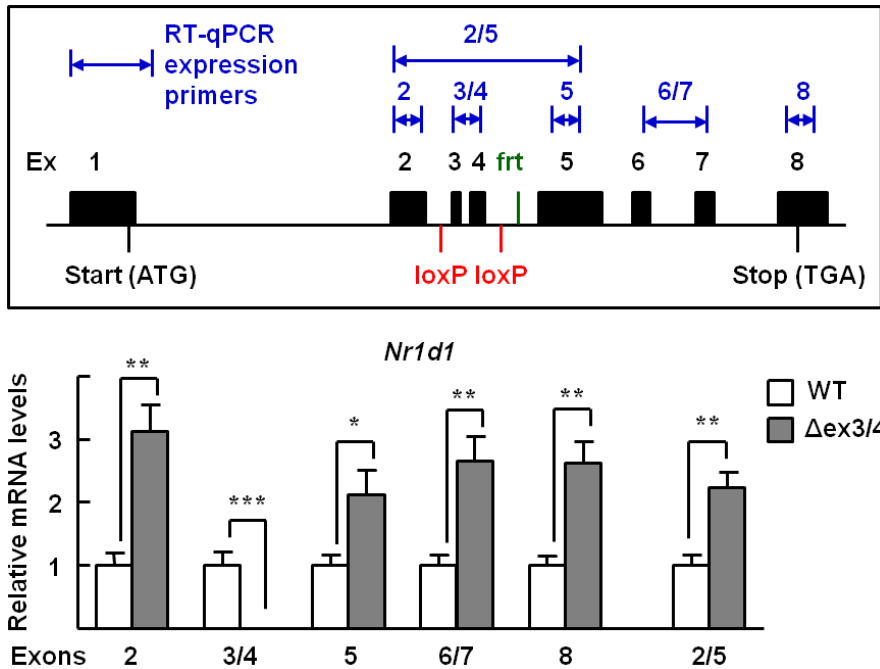 RT-qPCR
expression
primers
2/5
2 3/4 5 6/7 8
Ex 1 2 3 4 frt 5 6 7 8
Start (ATG) loxP loxP Stop (TGA)
Nr1d1
Relative mRNA levels
3
2
1
** *** * ** ** **
WT
Δex3/4
Exons 2 3/4 5 6/7 8 2/5